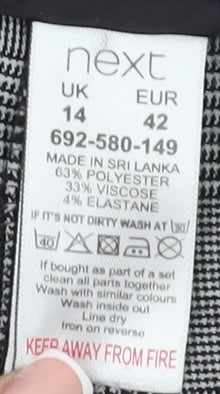 next
UK EUR
14 42
692-580-149
MADE IN SRI LANKA
63% POLYESTER
33% VISCOSE
4% ELASTANE
IF IT'S NOT DIRTY WASH AT 30
40
If bought as part of a set
clean all parts together
Wash with similar colours
Wash inside out
Line dry
Iron on reverse
KEEP AWAY FROM FIRE